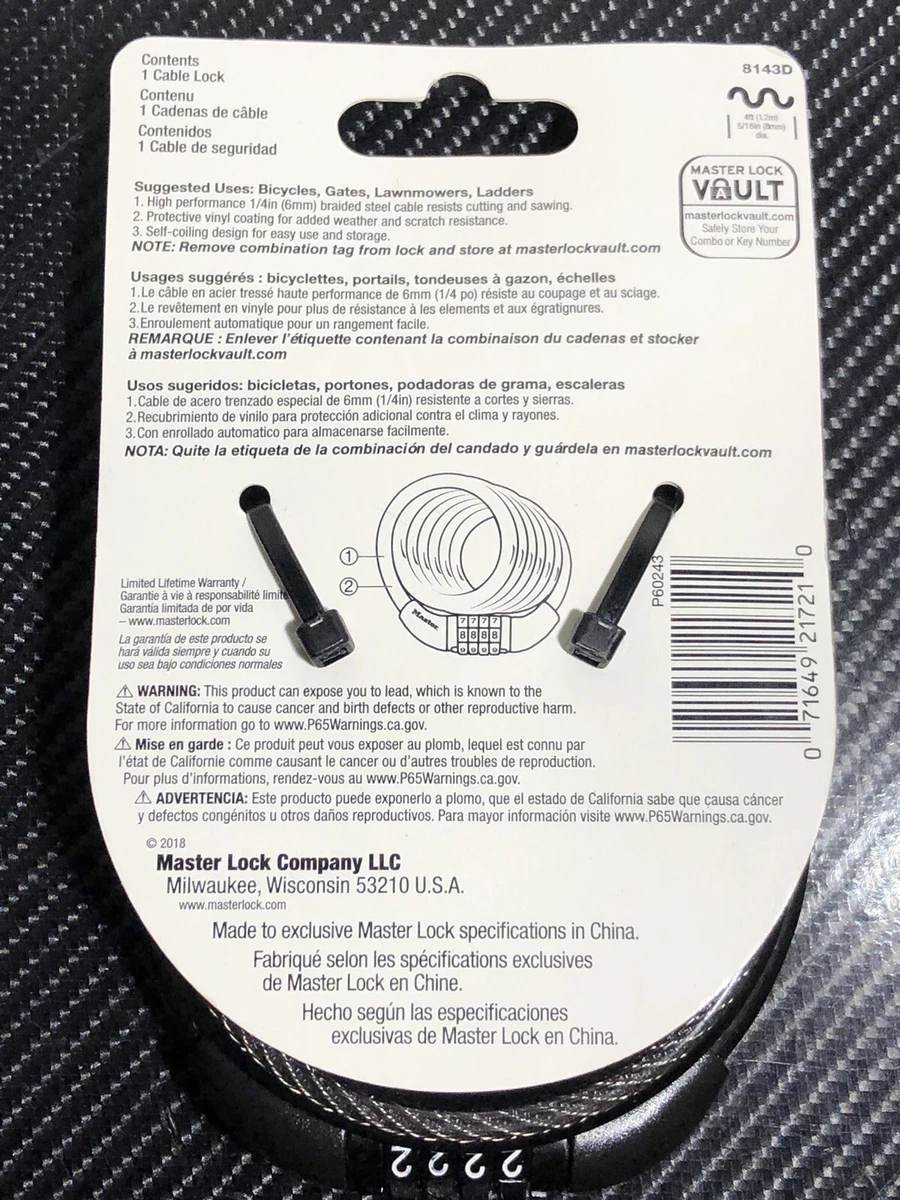 Contents
1 Cable Lock
Contenu
1 Cadenas de câble
Contenidos
1 Cable de seguridad
8143D
4ft (1.2m)
5/16in (8mm)
dia.
MASTER LOCK
VAULT
masterlockvault.com
Safely Store Your
Combo or Key Number
Suggested Uses: Bicycles, Gates, Lawnmowers, Ladders
1. High performance 1/4in (6mm) braided steel cable resists cutting and sawing.
2. Protective vinyl coating for added weather and scratch resistance.
3. Self-coiling design for easy use and storage.
NOTE: Remove combination tag from lock and store at masterlockvault.com
Usages suggérés : bicyclettes, portails, tondeuses à gazon, échelles
1.Le câble en acier tressé haute performance de 6mm (1/4 po) résiste au coupage et au sciage.
2.Le revêtement en vinyle pour plus de résistance à les elements et aux égratignures.
3.Enroulement automatique pour un rangement facile.
REMARQUE : Enlever l'étiquette contenant la combinaison du cadenas et stocker
à masterlockvault.com
Usos sugeridos: bicicletas, portones, podadoras de grama, escaleras
1.Cable de acero trenzado especial de 6mm (1/4in) resistente a cortes y sierras.
2.Recubrimiento de vinilo para protección adicional contra el clima y rayones.
3.Con enrollado automatico para almacenarse facilmente.
NOTA: Quite la etiqueta de la combinación del candado y guárdela en masterlockvault.com
1
2
Master
7 7 7 7
8 8 8 8
9 9 9 9
P60243
0 71649 21721 0
Limited Lifetime Warranty /
Garantie à vie à responsabilité limit
Garantía limitada de por vida
– www.masterlock.com
La garantía de este producto se
hará válida siempre y cuando su
uso sea bajo condiciones normales
⚠ WARNING: This product can expose you to lead, which is known to the
State of California to cause cancer and birth defects or other reproductive harm.
For more information go to www.P65Warnings.ca.gov.
⚠ Mise en garde : Ce produit peut vous exposer au plomb, lequel est connu par
l'état de Californie comme causant le cancer ou d'autres troubles de reproduction.
Pour plus d'informations, rendez-vous au www.P65Warnings.ca.gov.
⚠ ADVERTENCIA: Este producto puede exponerlo a plomo, que el estado de California sabe que causa cáncer
y defectos congénitos u otros daños reproductivos. Para mayor información visite www.P65Warnings.ca.gov.
© 2018
Master Lock Company LLC
Milwaukee, Wisconsin 53210 U.S.A.
www.masterlock.com
Made to exclusive Master Lock specifications in China.
Fabriqué selon les spécifications exclusives
de Master Lock en Chine.
Hecho según las especificaciones
exclusivas de Master Lock en China.
2 2 2 2